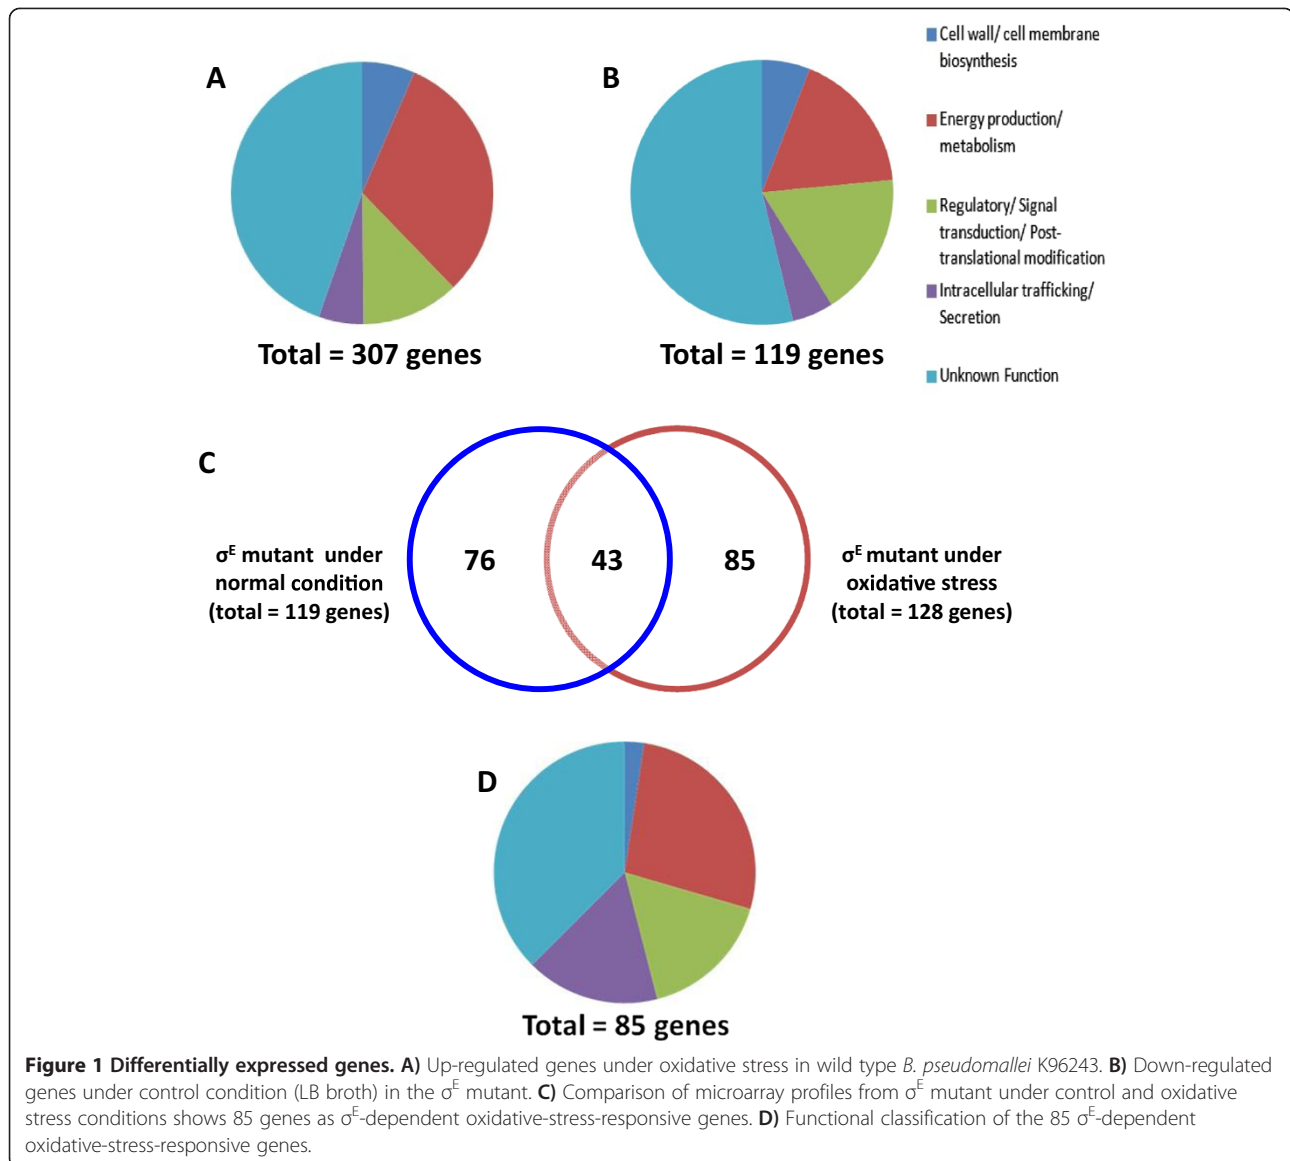 A
B
Cell wall/ cell membrane
biosynthesis
Energy production/
metabolism
Regulatory/ Signal
transduction/ Post-
translational modification
Intracellular trafficking/
Secretion
Unknown Function
Total = 307 genes
Total = 119 genes
C
σᴱ mutant under
normal condition
(total = 119 genes)
76
43
85
σᴱ mutant under
oxidative stress
(total = 128 genes)
D
Total = 85 genes
Figure 1 Differentially expressed genes. A) Up-regulated genes under oxidative stress in wild type B. pseudomallei K96243. B) Down-regulated
genes under control condition (LB broth) in the σᴱ mutant. C) Comparison of microarray profiles from σᴱ mutant under control and oxidative
stress conditions shows 85 genes as σᴱ-dependent oxidative-stress-responsive genes. D) Functional classification of the 85 σᴱ-dependent
oxidative-stress-responsive genes.